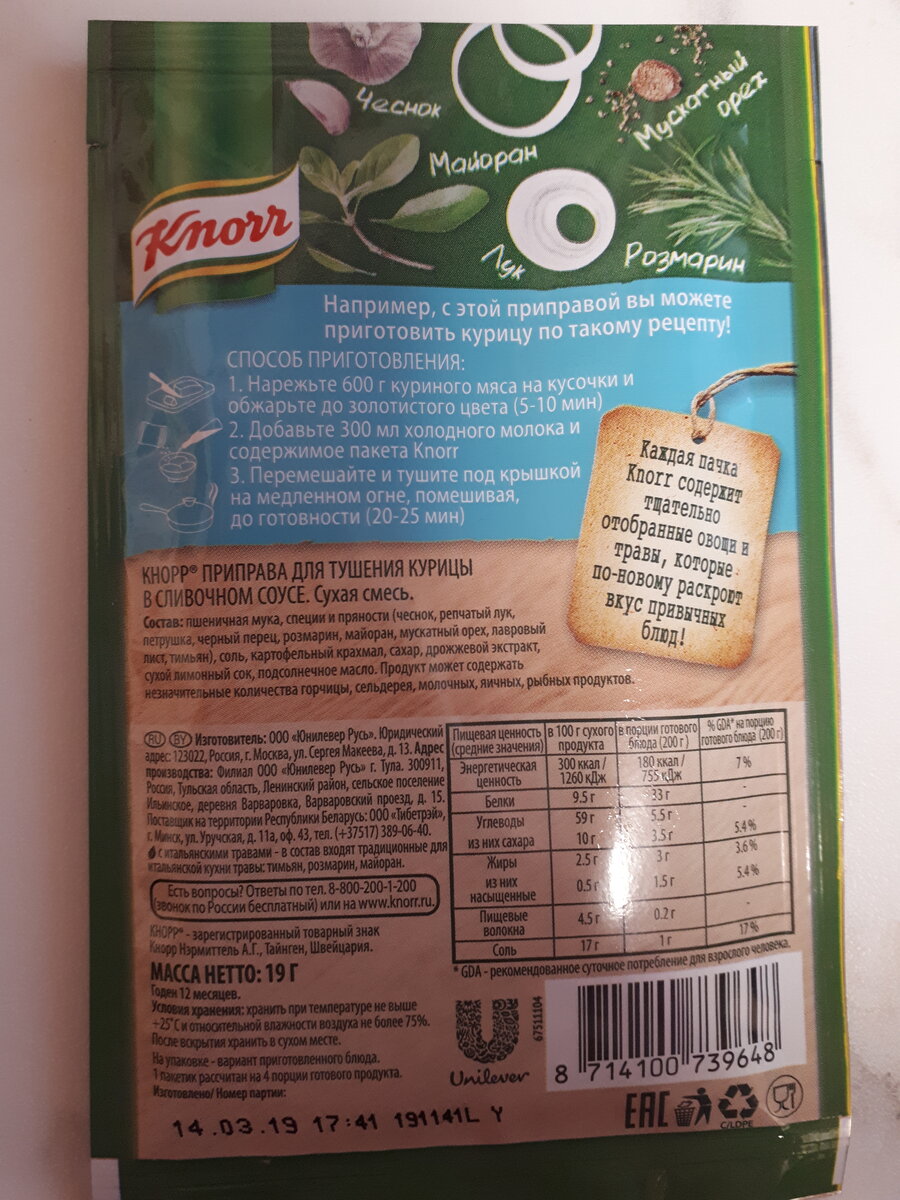 Чеснок
Майоран
Мускатный
орех
Лук
Розмарин
Knorr
Например, с этой приправой вы можете
приготовить курицу по такому рецепту!
СПОСОБ ПРИГОТОВЛЕНИЯ:
1. Нарежьте 600 г куриного мяса на кусочки и
обжарьте до золотистого цвета (5-10 мин)
2. Добавьте 300 мл холодного молока и
содержимое пакета Knorr
3. Перемешайте и тушите под крышкой
на медленном огне, помешивая,
до готовности (20-25 мин)
Каждая пачка
Knorr содержит
тщательно
отобранные овощи и
травы, которые
по-новому раскроют
вкус привычных
блюд!
КНОРР® ПРИПРАВА ДЛЯ ТУШЕНИЯ КУРИЦЫ
В СЛИВОЧНОМ СОУСЕ. Сухая смесь.
Состав: пшеничная мука, специи и пряности (чеснок, репчатый лук,
петрушка, черный перец, розмарин, майоран, мускатный орех, лавровый
лист, тимьян), соль, картофельный крахмал, сахар, дрожжевой экстракт,
сухой лимонный сок, подсолнечное масло. Продукт может содержать
незначительные количества горчицы, сельдерея, молочных, яичных, рыбных продуктов.
RU BY Изготовитель: ООО «Юнилевер Русь». Юридический
адрес: 123022, Россия, г. Москва, ул. Сергея Макеева, д. 13. Адрес
производства: Филиал ООО «Юнилевер Русь» г. Тула. 300911,
Россия, Тульская область, Ленинский район, сельское поселение
Ильинское, деревня Варваровка, Варваровский проезд, д. 15.
Поставщик на территории Республики Беларусь: ООО «Тибетрэй»,
г. Минск, ул. Уручская, д. 11а, оф. 43, тел. (+37517) 389-06-40.
с итальянскими травами - в состав входят традиционные для
итальянской кухни травы: тимьян, розмарин, майоран.
Есть вопросы? Ответы по тел. 8-800-200-1-200
(звонок по России бесплатный) или на www.knorr.ru.
КНОРР® - зарегистрированный товарный знак
Кнорр Нэрмиттель А.Г., Тайнген, Швейцария.
МАССА НЕТТО: 19 Г
Годен 12 месяцев.
Условия хранения: хранить при температуре не выше
+25°С и относительной влажности воздуха не более 75%.
После вскрытия хранить в сухом месте.
На упаковке - вариант приготовленного блюда.
1 пакетик рассчитан на 4 порции готового продукта.
Изготовлено/ Номер партии:
14.03.19 17:41 191141L Y
Пищевая ценность (средние значения) в 100 г сухого продукта в порции готового блюда (200 г) % GDA* на порцию готового блюда (200 г)
Энергетическая ценность 300 ккал / 1260 кДж 180 ккал / 755 кДж 7 %
Белки 9.5 г 33 г -
Углеводы 59 г 5.5 г -
из них сахара 10 г 3.5 г 5.4 %
Жиры 2.5 г 3 г 3.6 %
из них насыщенные 0.5 г 1.5 г 5.4 %
Пищевые волокна 4.5 г 0.2 г -
Соль 17 г 1 г 17 %
* GDA - рекомендованное суточное потребление для взрослого человека.
Unilever
67511104
8 714100 739648
EAC
C/LDPE